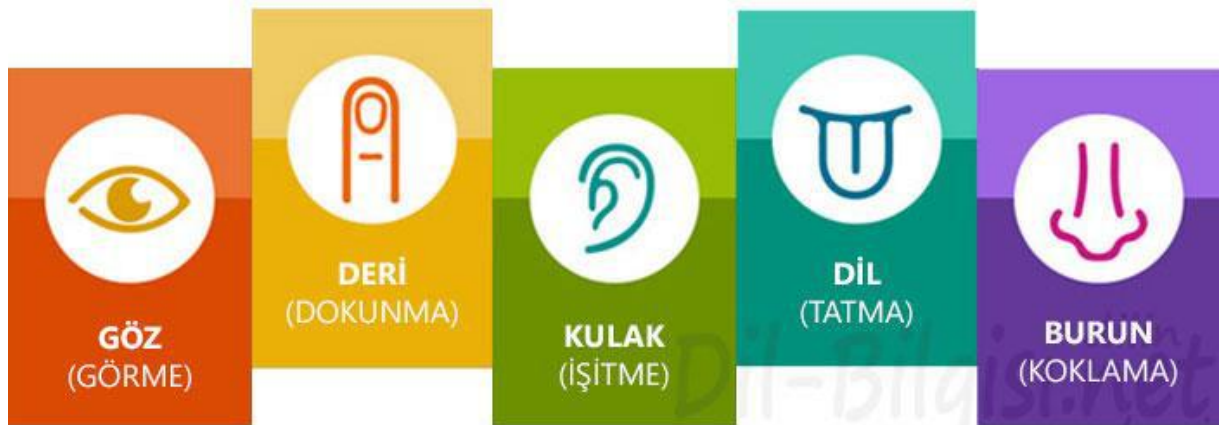 GÖZ
(GÖRME)
DERİ
(DOKUNMA)
KULAK
(İŞİTME)
DİL
(TATMA)
BURUN
(KOKLAMA)
Dil-Bilgisi.net